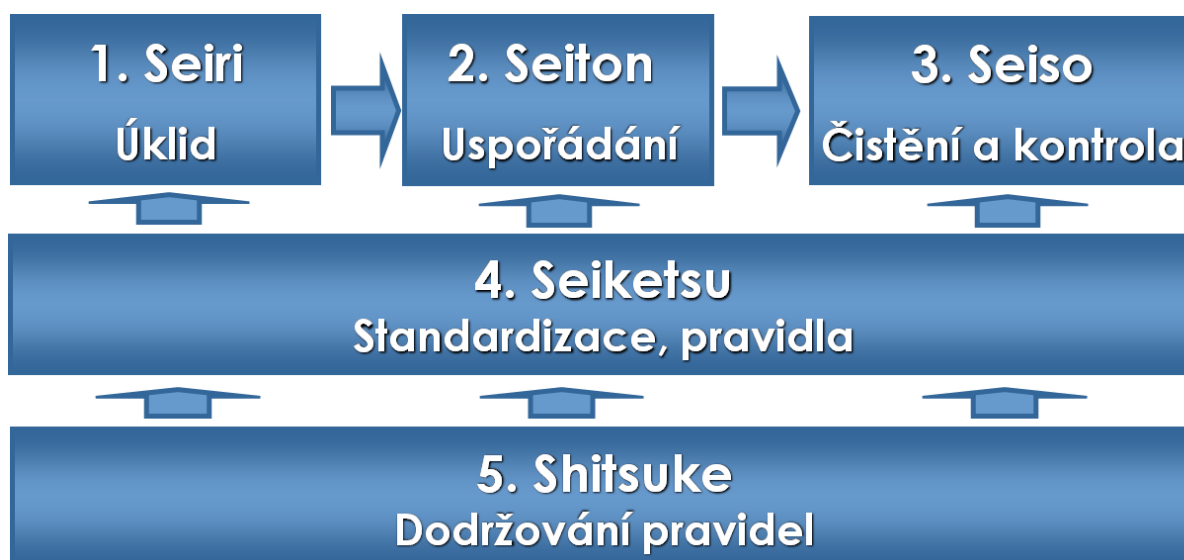 1. Seiri
Úklid
2. Seiton
Uspořádání
3. Seiso
Čistění a kontrola
4. Seiketsu
Standardizace, pravidla
5. Shitsuke
Dodržování pravidel